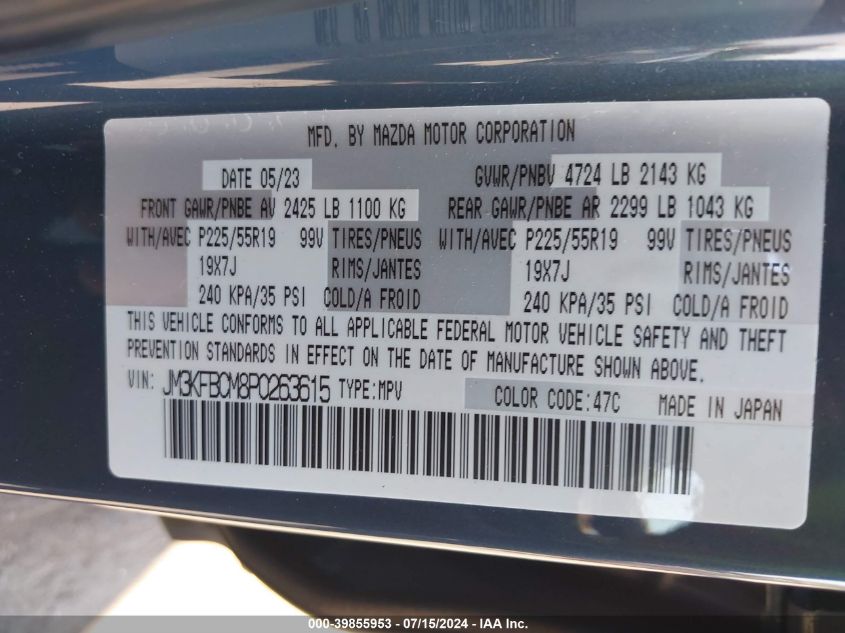 MFD. BY MAZDA MOTOR CORPORATION
DATE 05/23 GVWR/PNBV 4724 LB 2143 KG
FRONT GAWR/PNBE AV 2425 LB 1100 KG REAR GAWR/PNBE AR 2299 LB 1043 KG
WITH/AVEC P225/55R19 99V TIRES/PNEUS WITH/AVEC P225/55R19 99V TIRES/PNEUS
19X7J RIMS/JANTES 19X7J RIMS/JANTES
240 KPA/35 PSI COLD/A FROID 240 KPA/35 PSI COLD/A FROID
THIS VEHICLE CONFORMS TO ALL APPLICABLE FEDERAL MOTOR VEHICLE SAFETY AND THEFT
PREVENTION STANDARDS IN EFFECT ON THE DATE OF MANUFACTURE SHOWN ABOVE.
VIN: JM3KFBCM8P0263615 TYPE:MPV COLOR CODE:47C MADE IN JAPAN
000-39855953 - 07/15/2024 - IAA Inc.